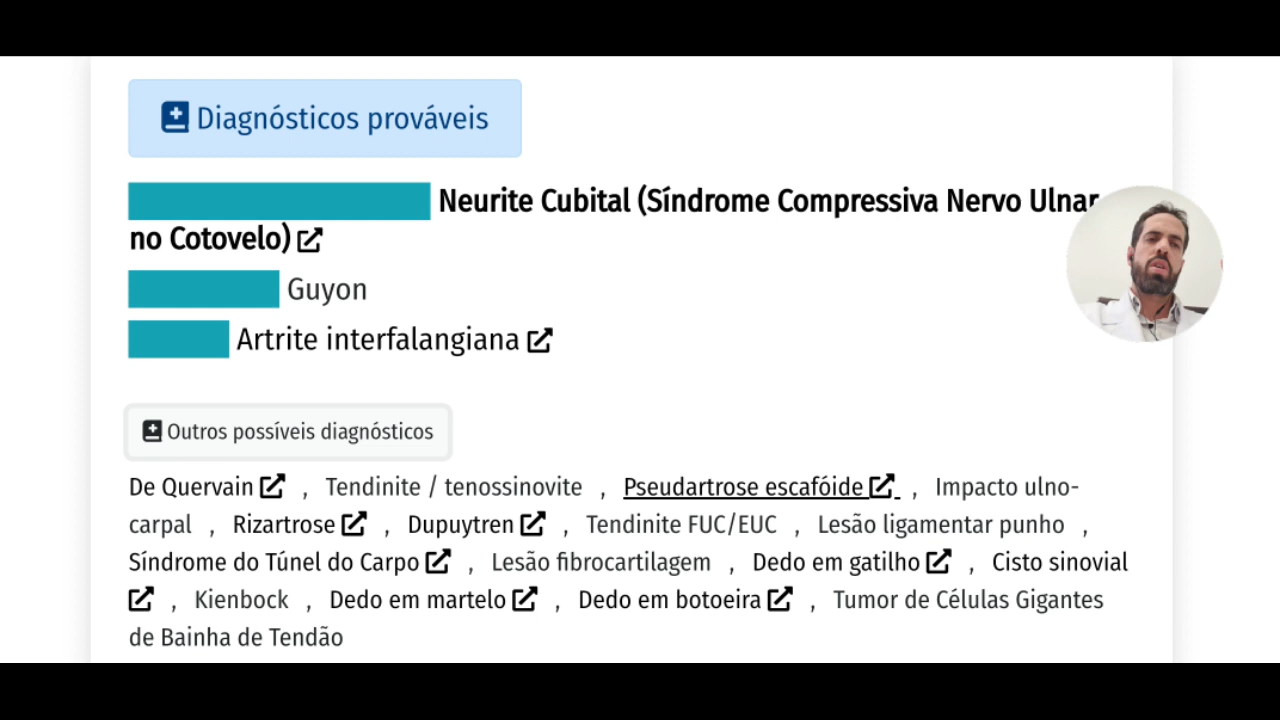 Diagnósticos prováveis
Neurite Cubital (Síndrome Compressiva Nervo Ulnar
no Cotovelo)
Guyon
Artrite interfalangiana
Outros possíveis diagnósticos
De Quervain , Tendinite / tenossinovite , Pseudartrose escafóide , Impacto ulno-
carpal , Rizartrose , Dupuytren , Tendinite FUC/EUC , Lesão ligamentar punho ,
Síndrome do Túnel do Carpo , Lesão fibrocartilagem , Dedo em gatilho , Cisto sinovial
, Kienbock , Dedo em martelo , Dedo em botoeira , Tumor de Células Gigantes
de Bainha de Tendão